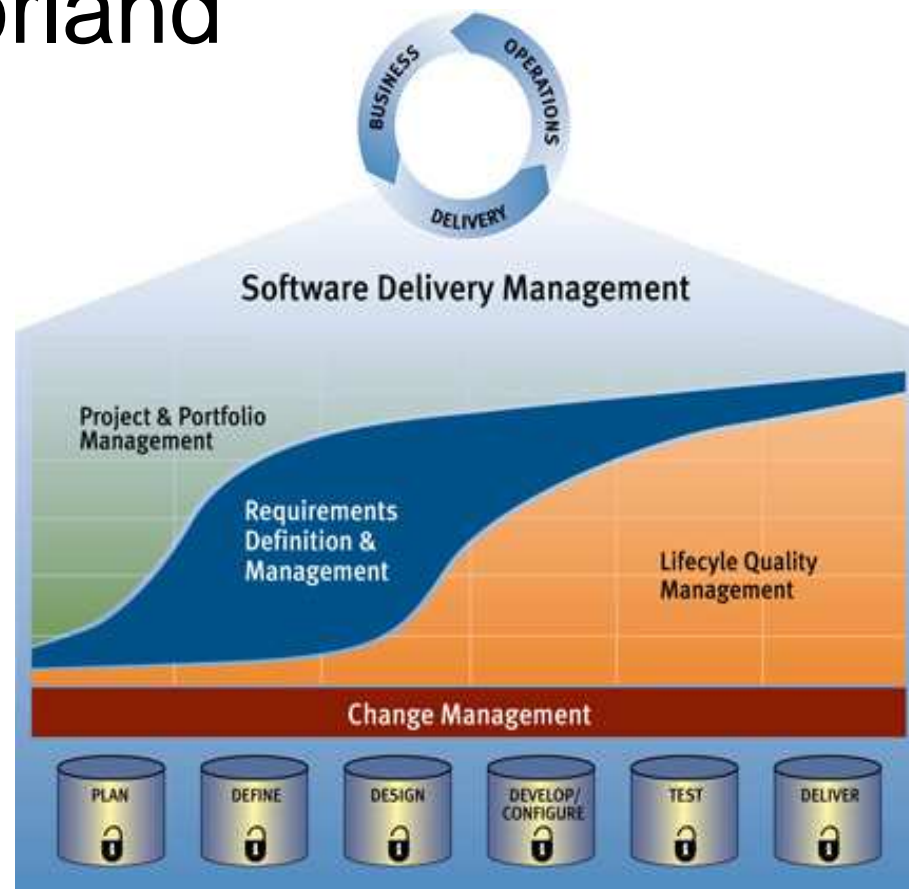 orland
BUSINESS
OPERATIONS
DELIVERY
Software Delivery Management
Project & Portfolio
Management
Requirements
Definition &
Management
Lifecyle Quality
Management
Change Management
PLAN
DEFINE
DESIGN
DEVELOP/
CONFIGURE
TEST
DELIVER